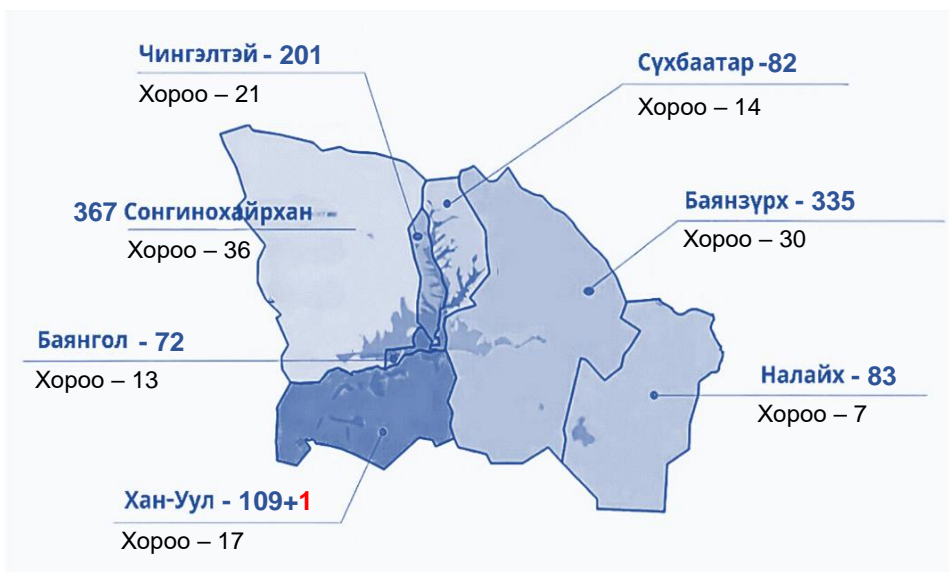 Чингэлтэй - 201
Хороо – 21
Сүхбаатар -82
Хороо – 14
367 Сонгинохайрхан
Хороо – 36
Баянзүрх - 335
Хороо – 30
Баянгол - 72
Хороо – 13
Налайх - 83
Хороо – 7
Хан-Уул - 109+1
Хороо – 17